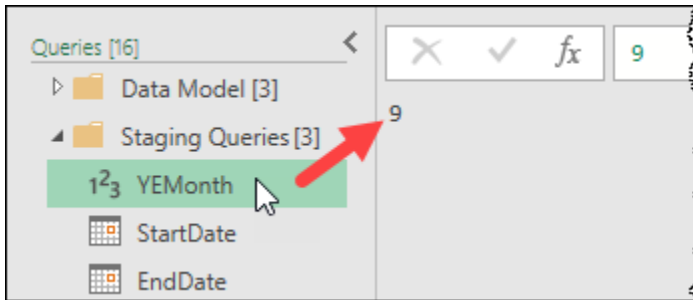 Queries [16]
Data Model [3]
Staging Queries [3]
1²3 YEMonth
StartDate
EndDate
fx 9
9